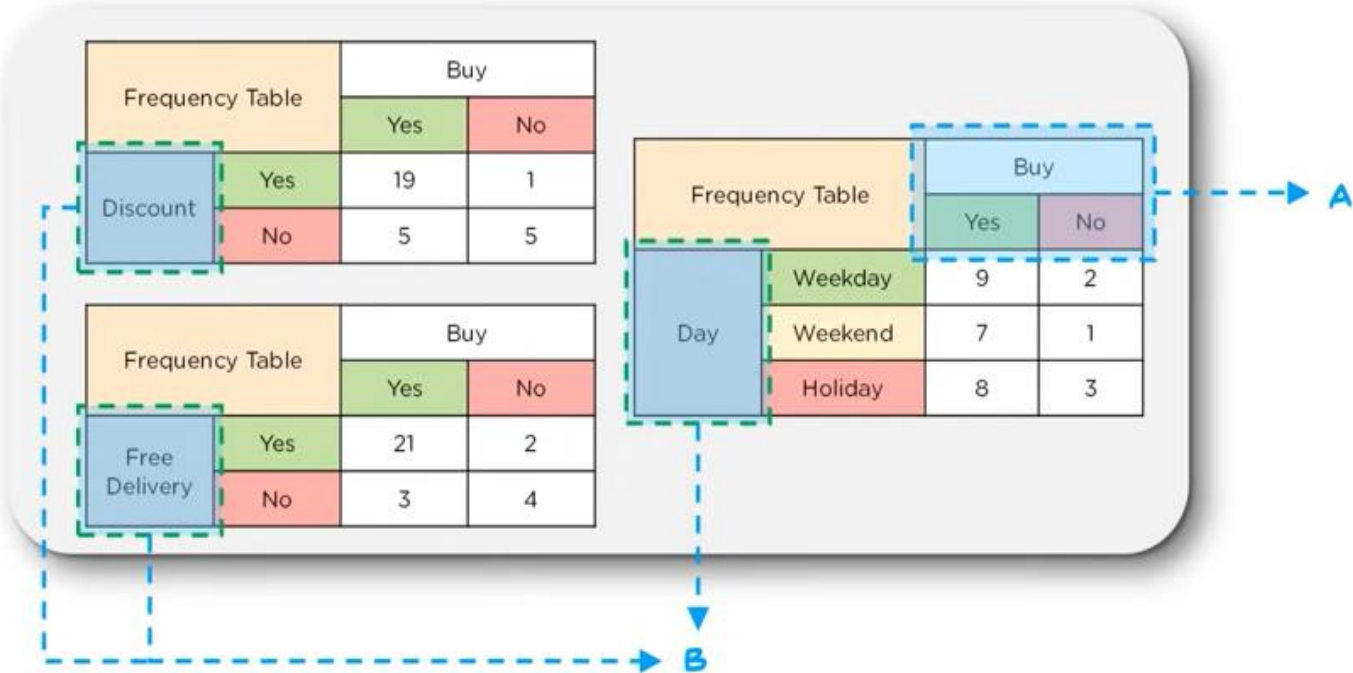 Frequency Table
Buy
Yes No
Discount
Yes 19 1
No 5 5
Frequency Table
Buy
Yes No
Free
Delivery
Yes 21 2
No 3 4
Frequency Table
Buy
Yes No
Day
Weekday 9 2
Weekend 7 1
Holiday 8 3
A
B